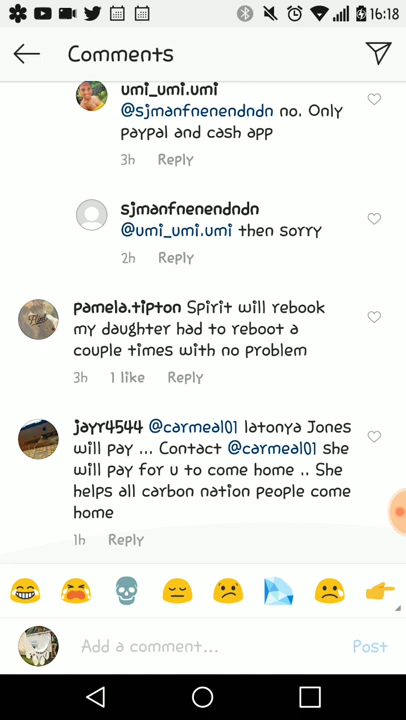 16:18
Comments
umi_umi.umi
@sjmanfnenendndn no. Only
paypal and cash app
3h Reply
sjmanfnenendndn
@umi_umi.umi then sorry
2h Reply
pamela.tipton Spirit will rebook
my daughter had to reboot a
couple times with no problem
3h 1 like Reply
jayr4544 @carmeal01 latonya Jones
will pay ... Contact @carmeal01 she
will pay for u to come home .. She
helps all carbon nation people come
home
1h Reply
Add a comment... Post